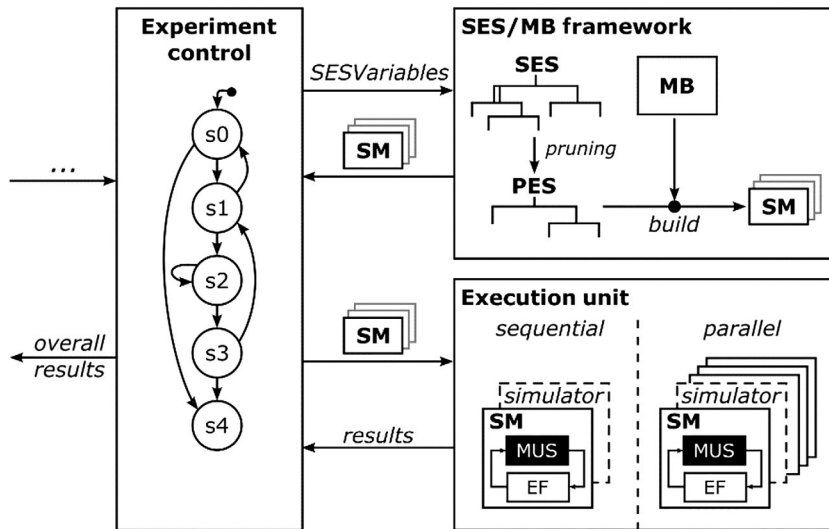 Experiment
control
s0
s1
s2
s3
s4
...
overall
results
SESVariables
SM
SM
results
SES/MB framework
SES
MB
pruning
PES
build
SM
Execution unit
sequential
parallel
simulator
SM
MUS
EF
simulator
SM
MUS
EF